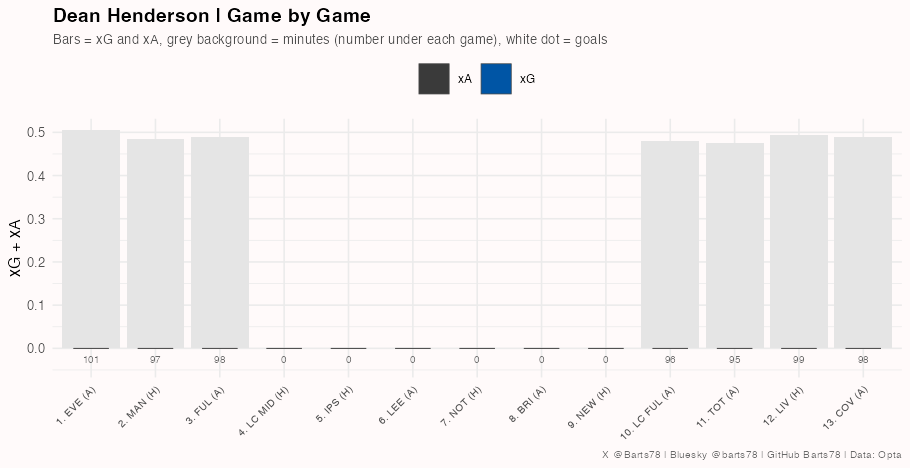 Dean Henderson | Game by Game
Bars = xG and xA, grey background = minutes (number under each game), white dot = goals
xA xG
xG + xA
0.5
0.4
0.3
0.2
0.1
0.0
101 97 98 0 0 0 0 0 0 96 95 99 98
1. EVE (A)
2. MAN (H)
3. FUL (A)
4. LC MID (H)
5. IPS (H)
6. LEE (A)
7. NOT (H)
8. BRI (A)
9. NEW (H)
10. LC FUL (A)
11. TOT (A)
12. LIV (H)
13. COV (A)
X @Barts78 | Bluesky @barts78 | GitHub Barts78 | Data: Opta